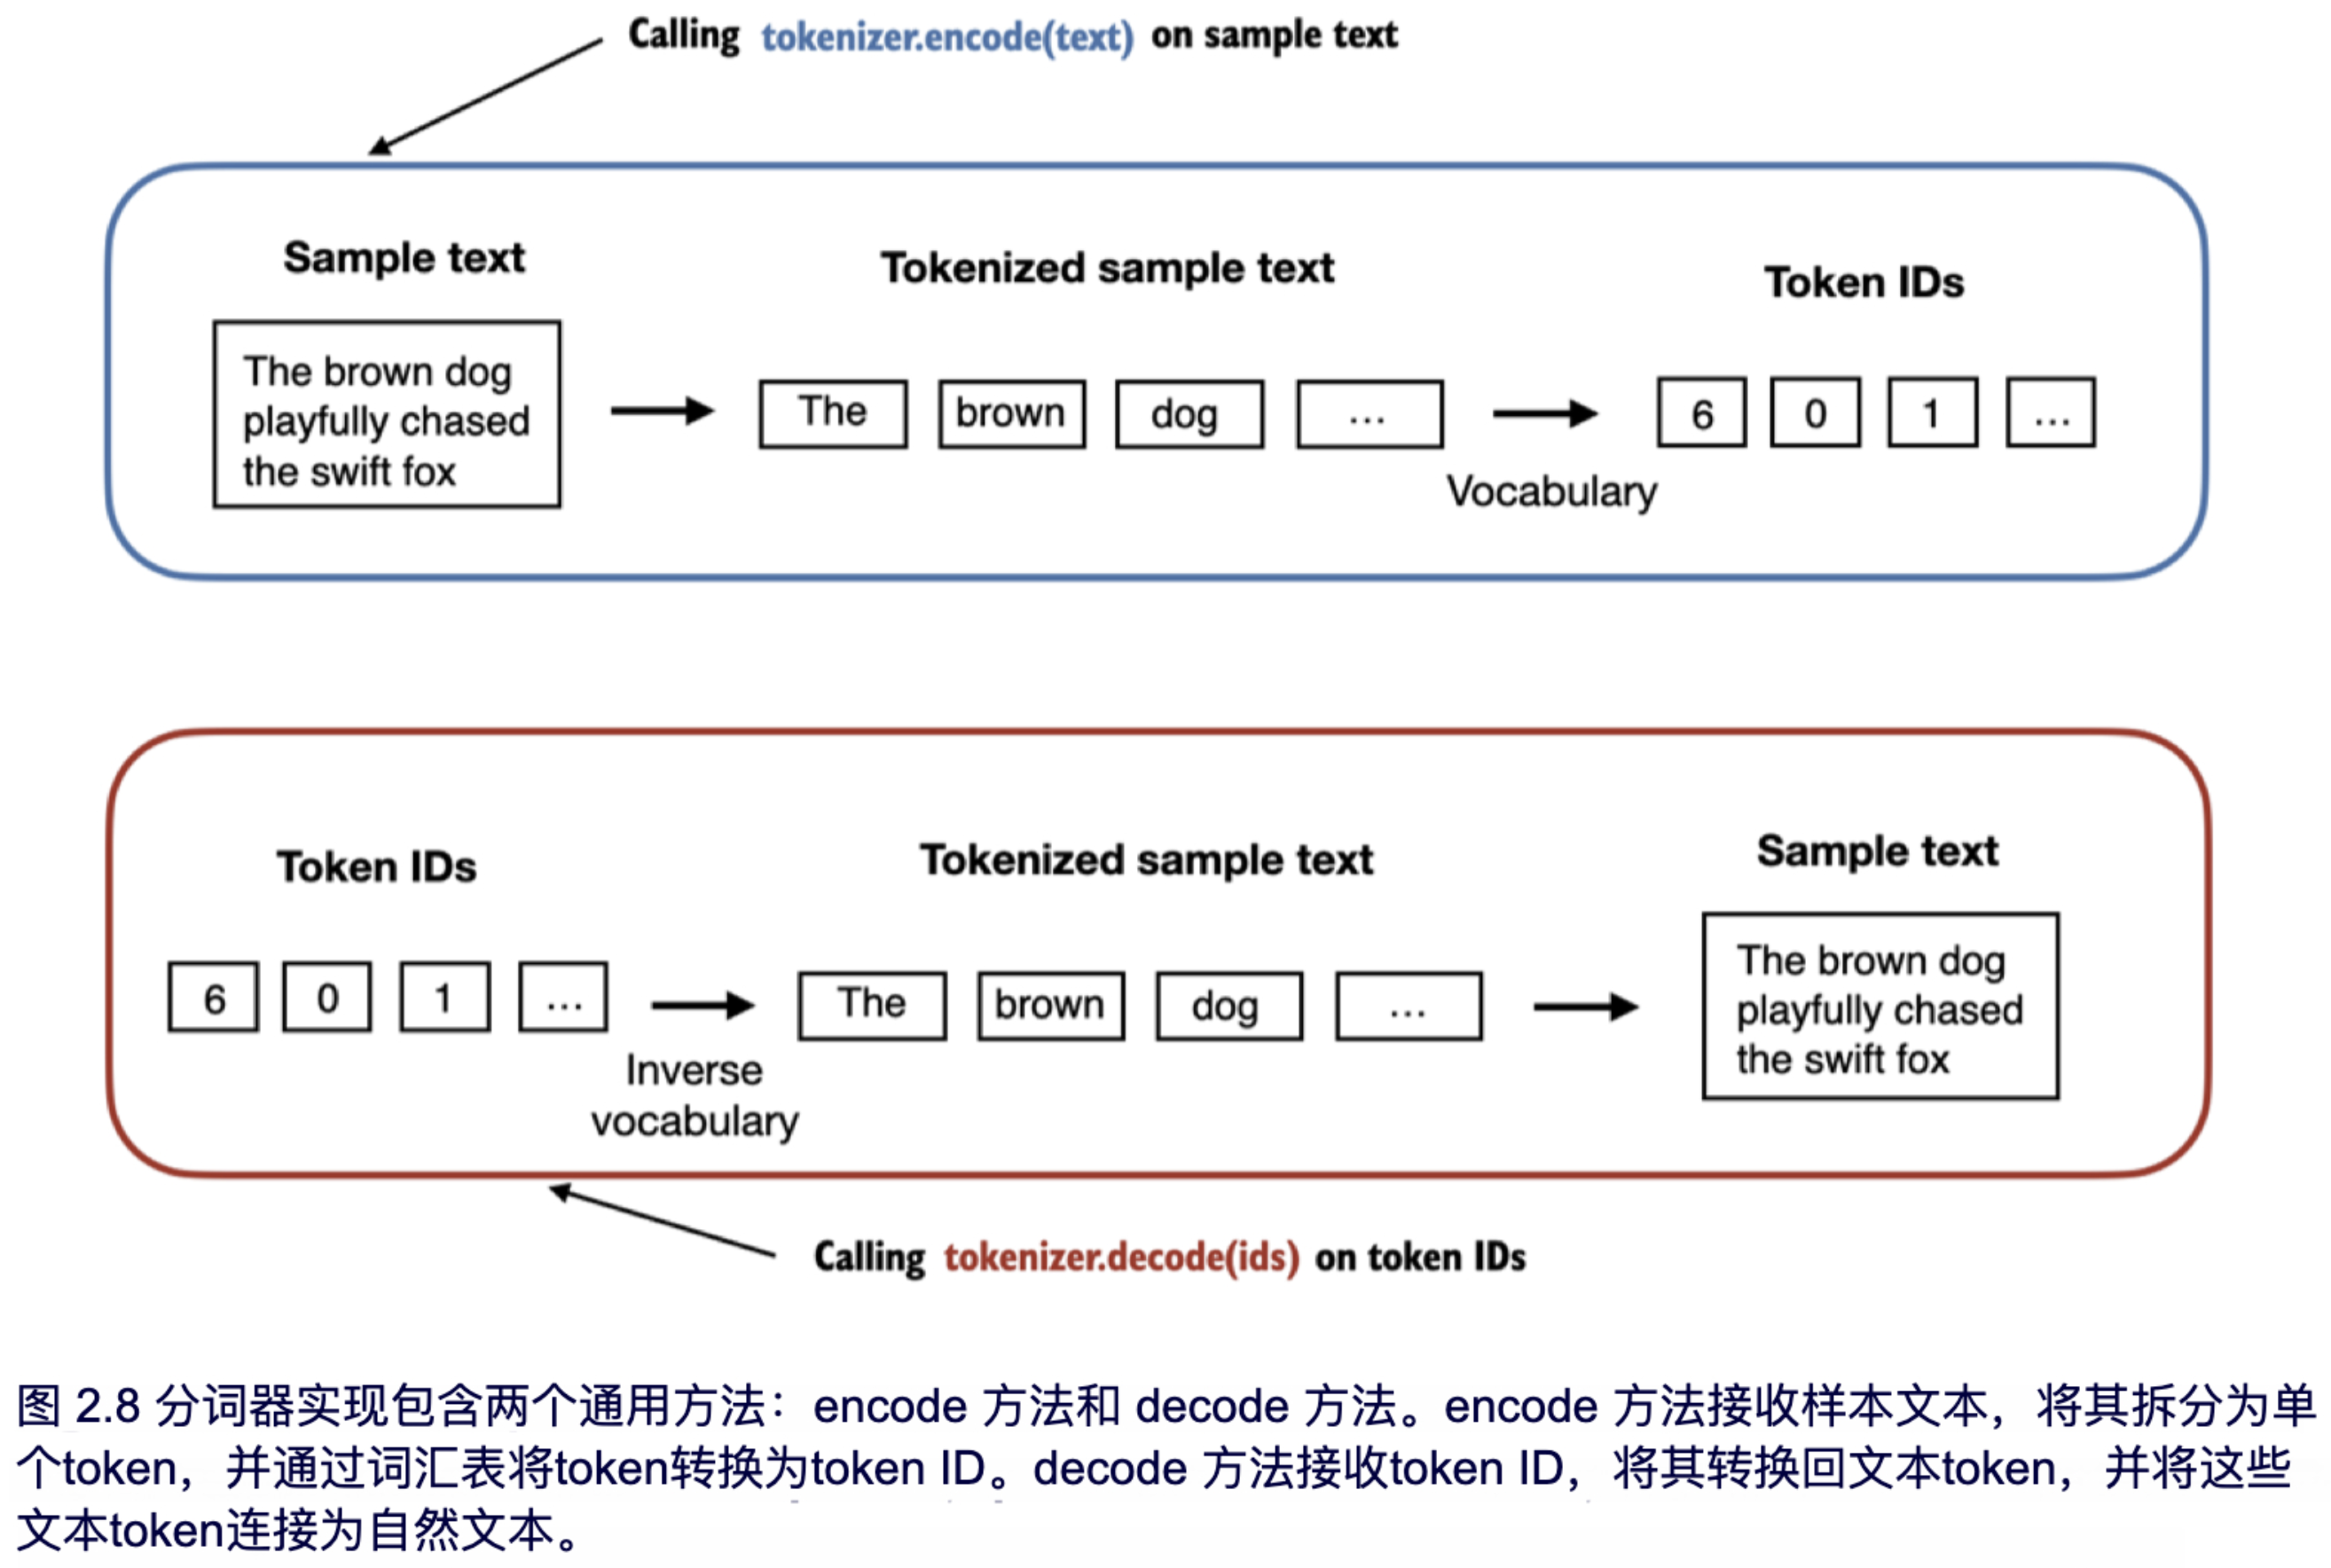 Calling tokenizer.encode(text) on sample text
Sample text
Tokenized sample text
Token IDs
The brown dog
playfully chased
the swift fox
The brown dog ...
6 0 1 ...
Vocabulary
Token IDs
Tokenized sample text
Sample text
6 0 1 ...
The brown dog ...
The brown dog
playfully chased
the swift fox
Inverse
vocabulary
Calling tokenizer.decode(ids) on token IDs
图 2.8 分词器实现包含两个通用方法：encode 方法和 decode 方法。encode 方法接收样本文本，将其拆分为单
个token，并通过词汇表将token转换为token ID。decode 方法接收token ID，将其转换回文本token，并将这些
文本token连接为自然文本。